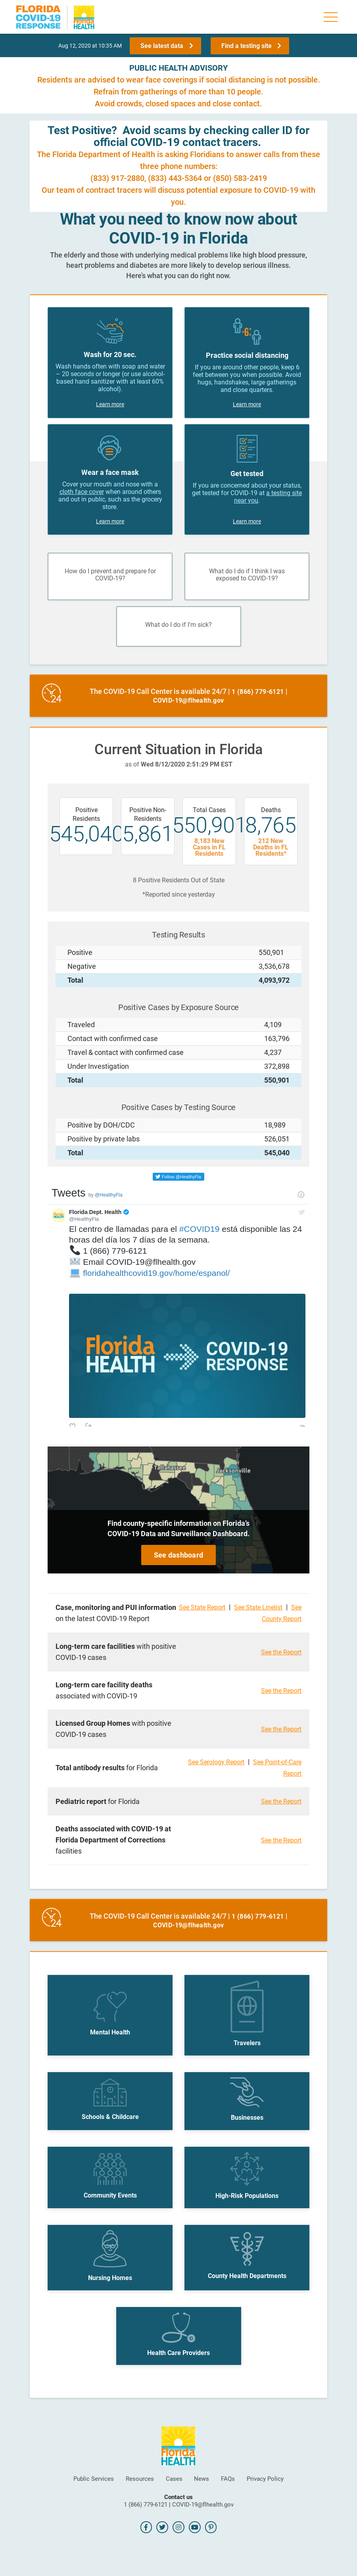 FLORIDA
COVID-19
RESPONSE
Florida
HEALTH
Aug 12, 2020 at 10:35 AM
See latest data
Find a testing site
PUBLIC HEALTH ADVISORY
Residents are advised to wear face coverings if social distancing is not possible.
Refrain from gatherings of more than 10 people.
Avoid crowds, closed spaces and close contact.
Test Positive?  Avoid scams by checking caller ID for
official COVID-19 contact tracers.
The Florida Department of Health is asking Floridians to answer calls from these
three phone numbers:
(833) 917-2880, (833) 443-5364 or (850) 583-2419
Our team of contract tracers will discuss potential exposure to COVID-19 with
you.
What you need to know now about
COVID-19 in Florida
The elderly and those with underlying medical problems like high blood pressure,
heart problems and diabetes are more likely to develop serious illness.
Here's what you can do right now.
Wash for 20 sec.
Wash hands often with soap and water
– 20 seconds or longer (or use alcohol-
based hand sanitizer with at least 60%
alcohol).
Learn more
6'
Practice social distancing
If you are around other people, keep 6
feet between you when possible. Avoid
hugs, handshakes, large gatherings
and close quarters.
Learn more
Wear a face mask
Cover your mouth and nose with a
cloth face cover when around others
and out in public, such as the grocery
store.
Learn more
Get tested
If you are concerned about your status,
get tested for COVID-19 at a testing site
near you.
Learn more
How do I prevent and prepare for
COVID-19?
What do I do if I think I was
exposed to COVID-19?
What do I do if I'm sick?
24
The COVID-19 Call Center is available 24/7 | 1 (866) 779-6121 |
COVID-19@flhealth.gov
Current Situation in Florida
as of Wed 8/12/2020 2:51:29 PM EST
Positive
Residents
545,040
Positive Non-
Residents
5,861
Total Cases
550,901
8,183 New
Cases in FL
Residents
Deaths
8,765
212 New
Deaths in FL
Residents*
8 Positive Residents Out of State
*Reported since yesterday
Testing Results
Positive 550,901
Negative 3,536,678
Total 4,093,972
Positive Cases by Exposure Source
Traveled 4,109
Contact with confirmed case 163,796
Travel & contact with confirmed case 4,237
Under Investigation 372,898
Total 550,901
Positive Cases by Testing Source
Positive by DOH/CDC 18,989
Positive by private labs 526,051
Total 545,040
Follow @HealthyFla
Tweets by @HealthyFla
Florida Dept. Health
@HealthyFla
El centro de llamadas para el #COVID19 está disponible las 24
horas del día los 7 días de la semana.
📞 1 (866) 779-6121
📧 Email COVID-19@flhealth.gov
💻 floridahealthcovid19.gov/home/espanol/
Florida
HEALTH
COVID-19
RESPONSE
Tallahassee
Jacksonville
Find county-specific information on Florida's
COVID-19 Data and Surveillance Dashboard.
See dashboard
Case, monitoring and PUI information
on the latest COVID-19 Report
See State Report | See State Linelist | See
County Report
Long-term care facilities with positive
COVID-19 cases
See the Report
Long-term care facility deaths
associated with COVID-19
See the Report
Licensed Group Homes with positive
COVID-19 cases
See the Report
Total antibody results for Florida
See Serology Report | See Point-of-Care
Report
Pediatric report for Florida
See the Report
Deaths associated with COVID-19 at
Florida Department of Corrections
facilities
See the Report
24
The COVID-19 Call Center is available 24/7 | 1 (866) 779-6121 |
COVID-19@flhealth.gov
Mental Health
Travelers
Schools & Childcare
Businesses
Community Events
High-Risk Populations
Nursing Homes
County Health Departments
Health Care Providers
Florida
HEALTH
Public Services
Resources
Cases
News
FAQs
Privacy Policy
Contact us
1 (866) 779-6121 | COVID-19@flhealth.gov